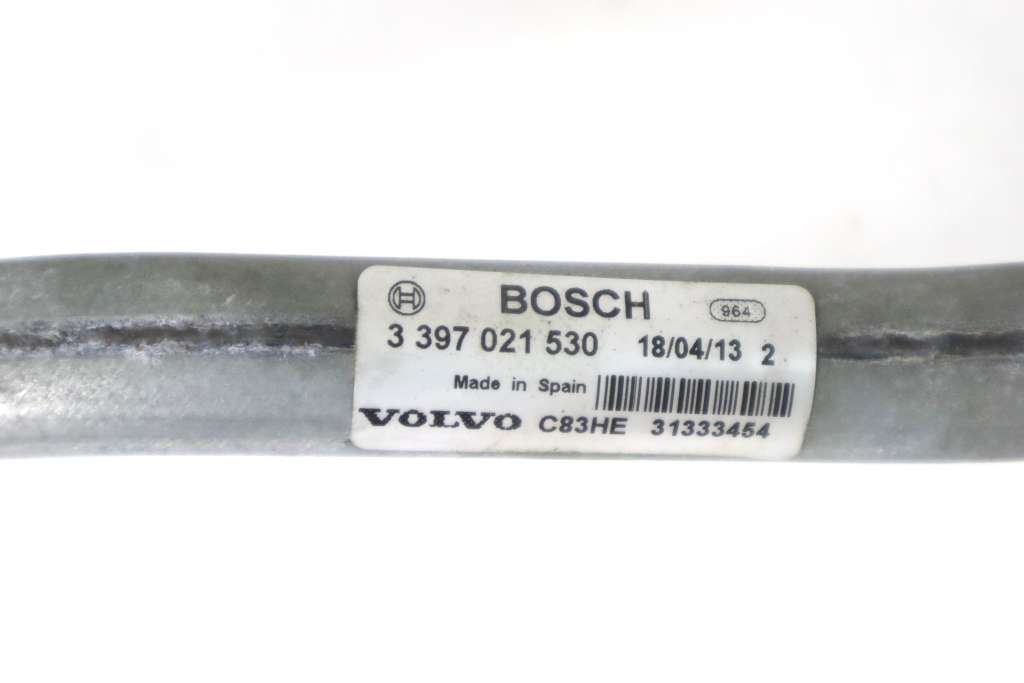 BOSCH 964
3 397 021 530 18/04/13 2
Made in Spain
VOLVO C83HE 31333454